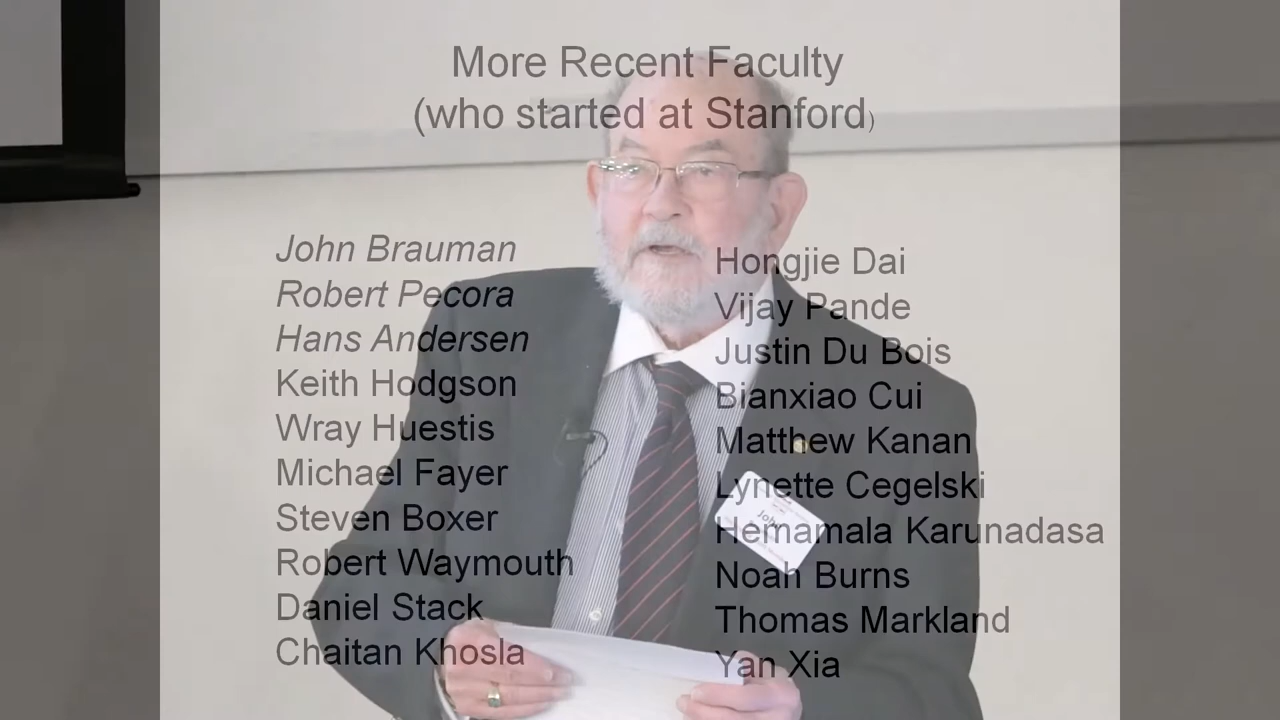 More Recent Faculty
(who started at Stanford)
John Brauman
Robert Pecora
Hans Andersen
Keith Hodgson
Wray Huestis
Michael Fayer
Steven Boxer
Robert Waymouth
Daniel Stack
Chaitan Khosla
Hongjie Dai
Vijay Pande
Justin Du Bois
Bianxiao Cui
Matthew Kanan
Lynette Cegelski
Hemamala Karunadasa
Noah Burns
Thomas Markland
Yan Xia
John